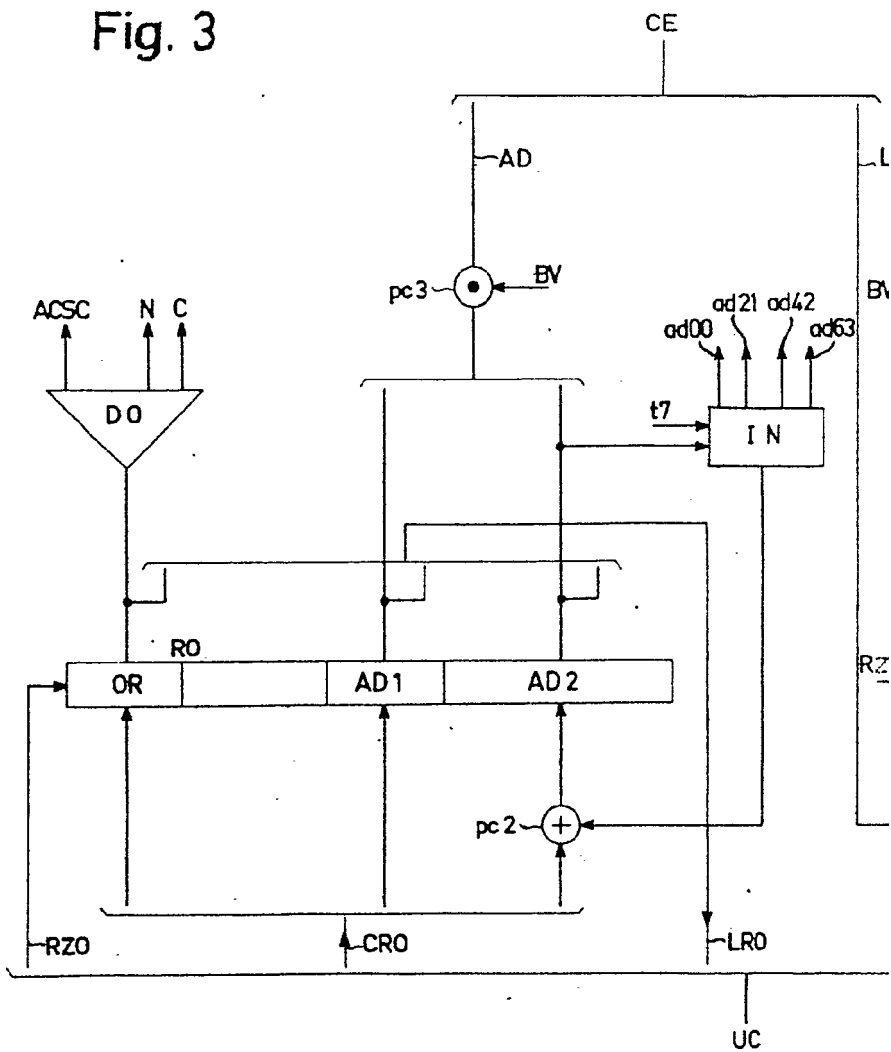 Fig. 3
CE
AD
L
pc3
BV
BV
ACSC N C
ad00 ad21 ad42 ad63
DO
t7
IN
RO
OR AD1 AD2
RZ
pc2
+
RZO
CRO
LRO
UC